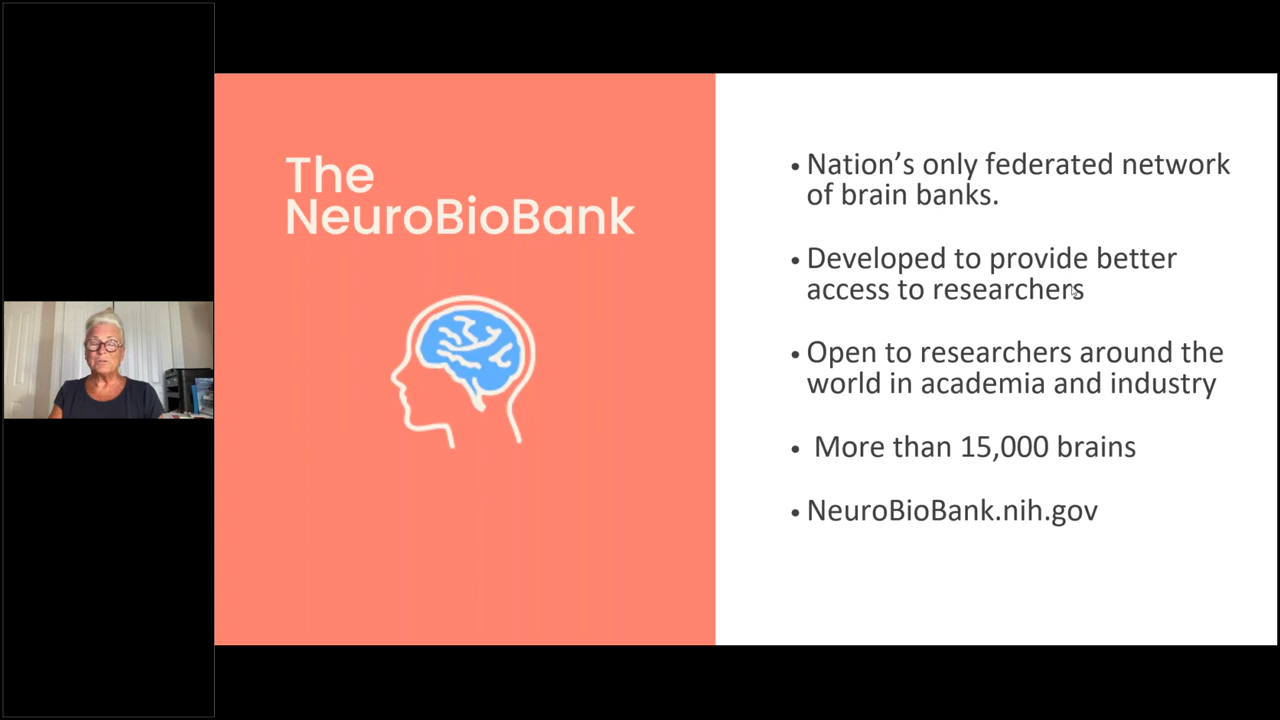 The
NeuroBioBank
• Nation’s only federated network
of brain banks.
• Developed to provide better
access to researchers
• Open to researchers around the
world in academia and industry
• More than 15,000 brains
• NeuroBioBank.nih.gov